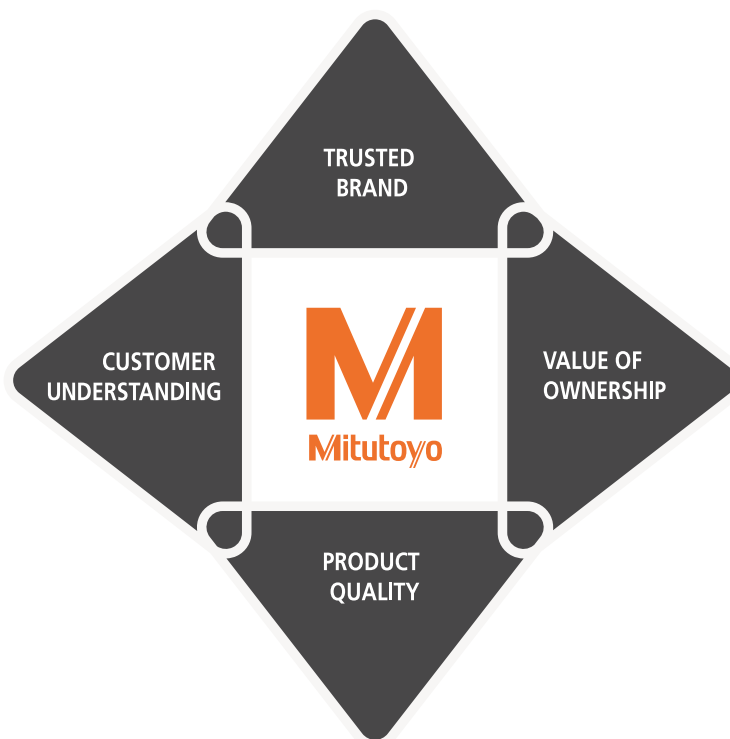 TRUSTED
BRAND
CUSTOMER
UNDERSTANDING
M
Mitutoyo
VALUE OF
OWNERSHIP
PRODUCT
QUALITY